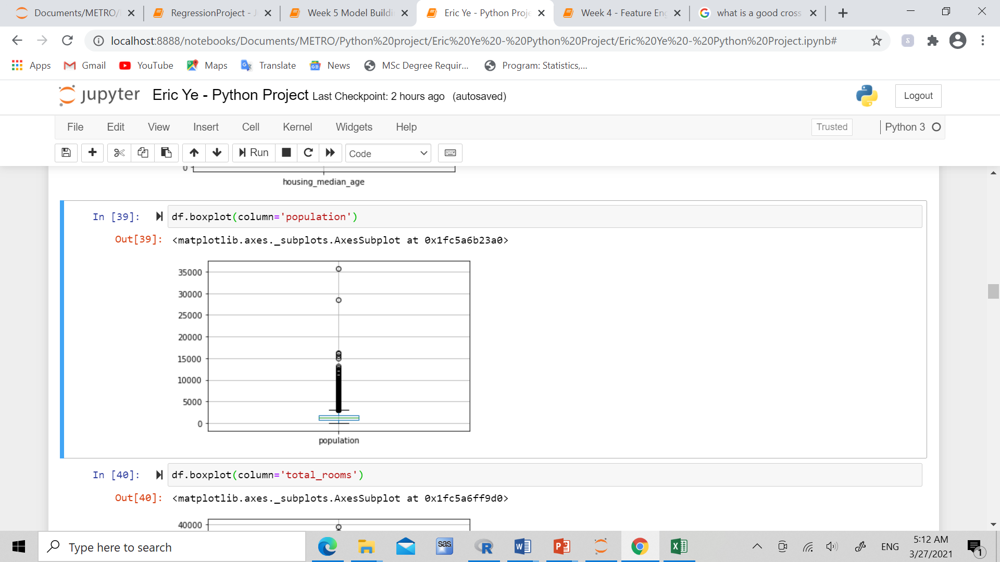 Documents/METRO/
RegressionProject - J
Week 5 Model Buildi
Eric Ye - Python Proje
Week 4 - Feature Eng
what is a good cross
localhost:8888/notebooks/Documents/METRO/Python%20project/Eric%20Ye%20-%20Python%20Project/Eric%20Ye%20-%20Python%20Project.ipynb#
Apps
Gmail
YouTube
Maps
Translate
News
MSc Degree Requir...
Program: Statistics,...
jupyter
Eric Ye - Python Project Last Checkpoint: 2 hours ago (autosaved)
Logout
File
Edit
View
Insert
Cell
Kernel
Widgets
Help
Trusted
Python 3
Run
Code
0
housing_median_age
In [39]:
df.boxplot(column='population')
Out[39]:
<matplotlib.axes._subplots.AxesSubplot at 0x1fc5a6b23a0>
35000
30000
25000
20000
15000
10000
5000
0
population
In [40]:
df.boxplot(column='total_rooms')
Out[40]:
<matplotlib.axes._subplots.AxesSubplot at 0x1fc5a6ff9d0>
40000
Type here to search
sas
ENG
5:12 AM
3/27/2021
1